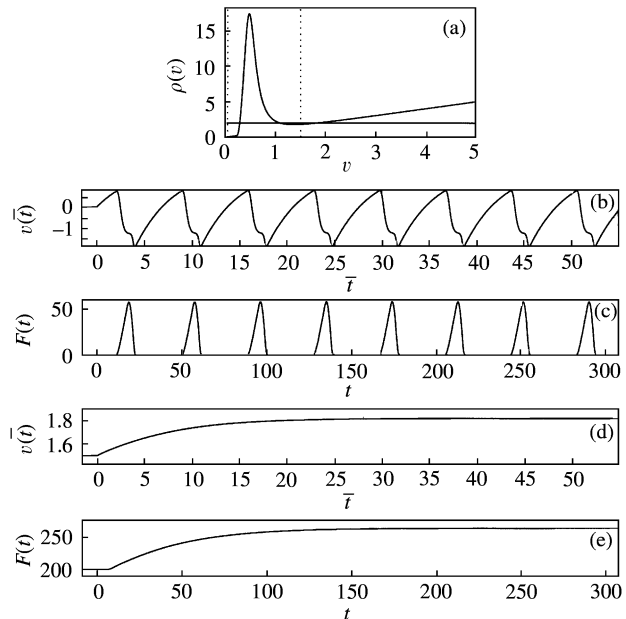 (a)
15
10
5
0
ρ(v)
0 1 2 3 4 5
v
(b)
0
−1
v̄(t)
0 5 10 15 20 25 30 35 40 45 50
t̄
(c)
50
0
F(t)
0 50 100 150 200 250 300
t
(d)
1.8
1.6
v̄(t)
0 5 10 15 20 25 30 35 40 45 50
t̄
(e)
250
200
F(t)
0 50 100 150 200 250 300
t